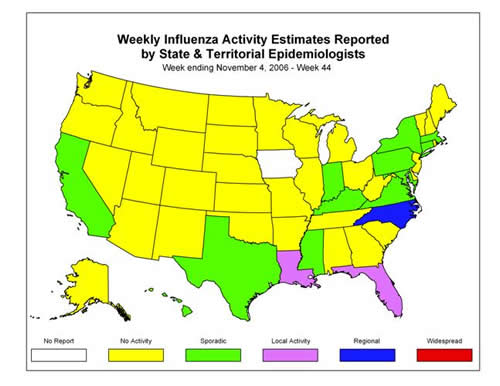 Weekly Influenza Activity Estimates Reported
by State & Territorial Epidemiologists
Week ending November 4, 2006 - Week 44
No Report No Activity Sporadic Local Activity Regional Widespread